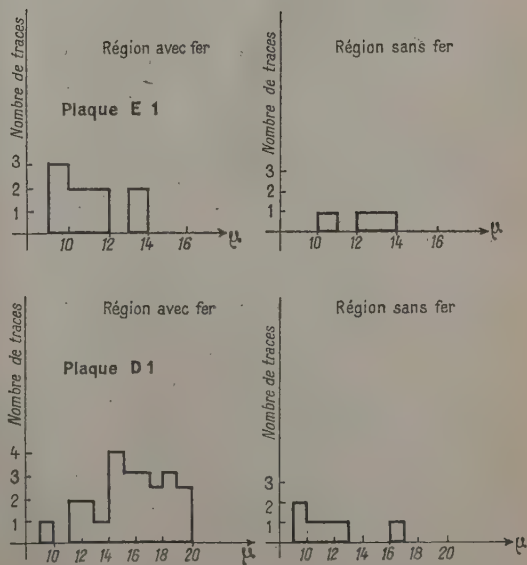 Nombre de traces
Région avec fer
Plaque E 1
3
2
1
10 12 14 16 μ
Nombre de traces
Région sans fer
3
2
1
10 12 14 16 μ
Nombre de traces
Région avec fer
Plaque D 1
4
3
2
1
10 12 14 16 18 20 μ
Nombre de traces
Région sans fer
4
3
2
1
10 12 14 16 18 20 μ